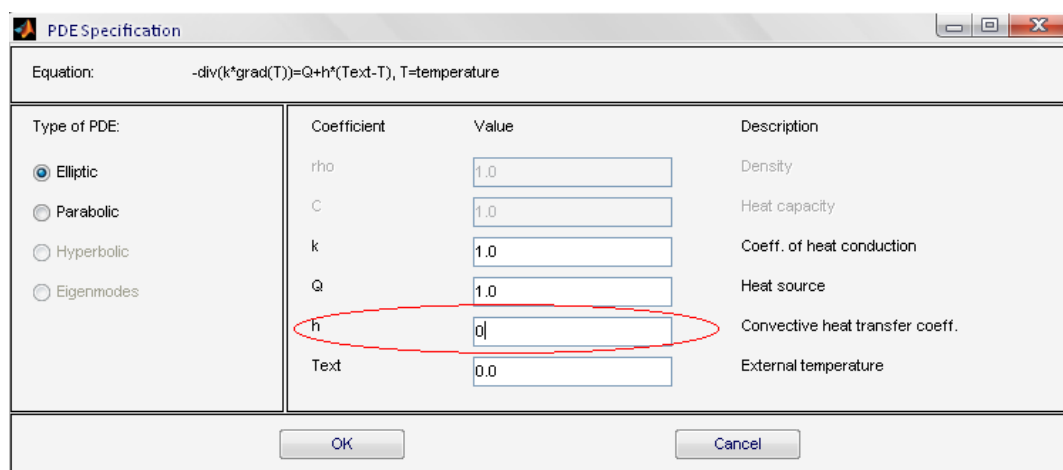 PDE Specification
Equation: -div(k*grad(T))=Q+h*(Text-T), T=temperature
Type of PDE: Coefficient Value Description
Elliptic rho 1.0 Density
Parabolic C 1.0 Heat capacity
Hyperbolic k 1.0 Coeff. of heat conduction
Eigenmodes Q 1.0 Heat source
h 0 Convective heat transfer coeff.
Text 0.0 External temperature
OK Cancel